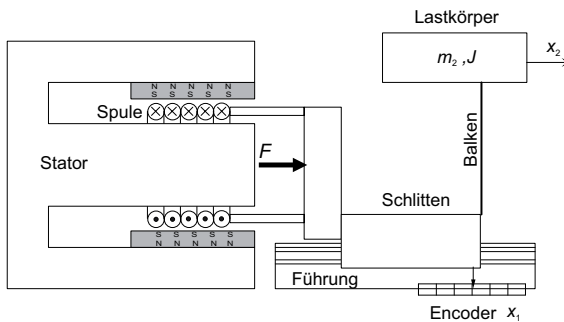 Lastkörper
m₂ ,J
x₂
N N N N N
S S S S S
Spule
Balken
Stator
F
Schlitten
S S S S S
N N N N N
Führung
Encoder x₁